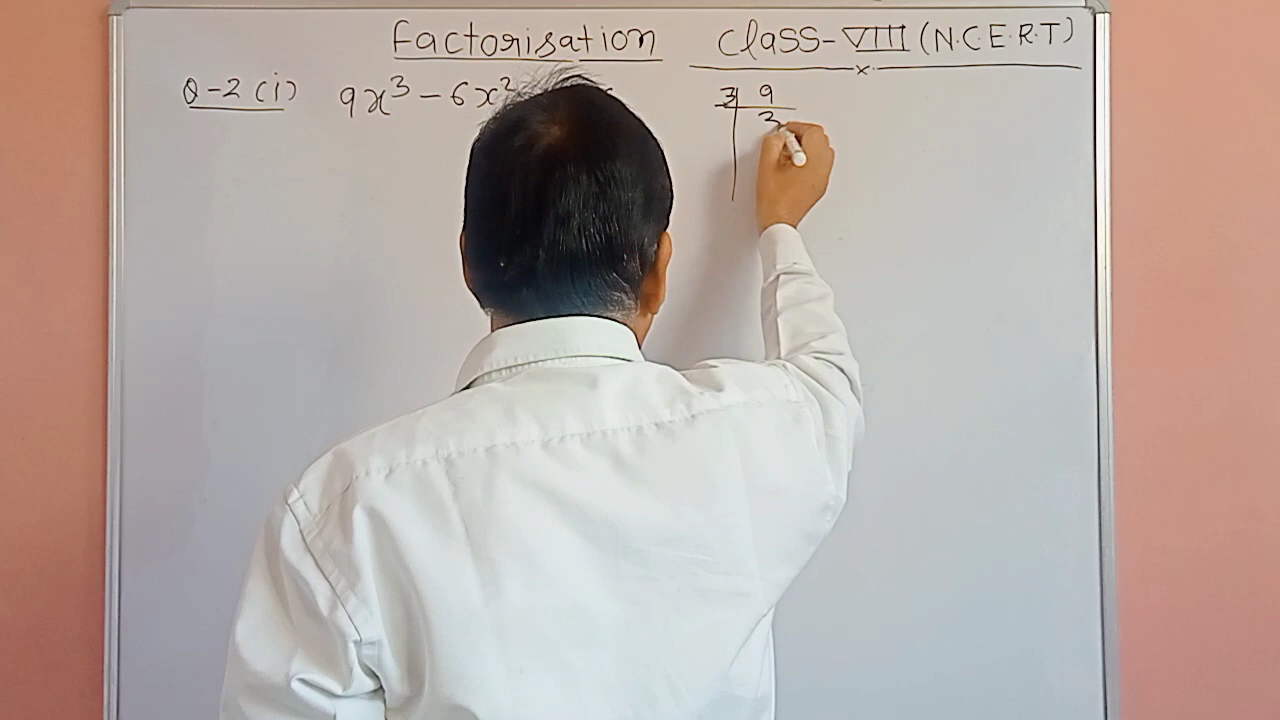 Factorisation Class-VIII (N.C.E.R.T)
Q-2 (i) 9x³ - 6x²
3 9
3